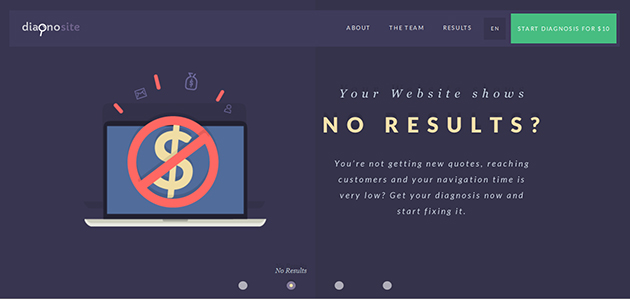 diagnosite
ABOUT THE TEAM RESULTS EN START DIAGNOSIS FOR $10
Your Website shows
NO RESULTS?
You're not getting new quotes, reaching
customers and your navigation time is
very low? Get your diagnosis now and
start fixing it.
$
No Results